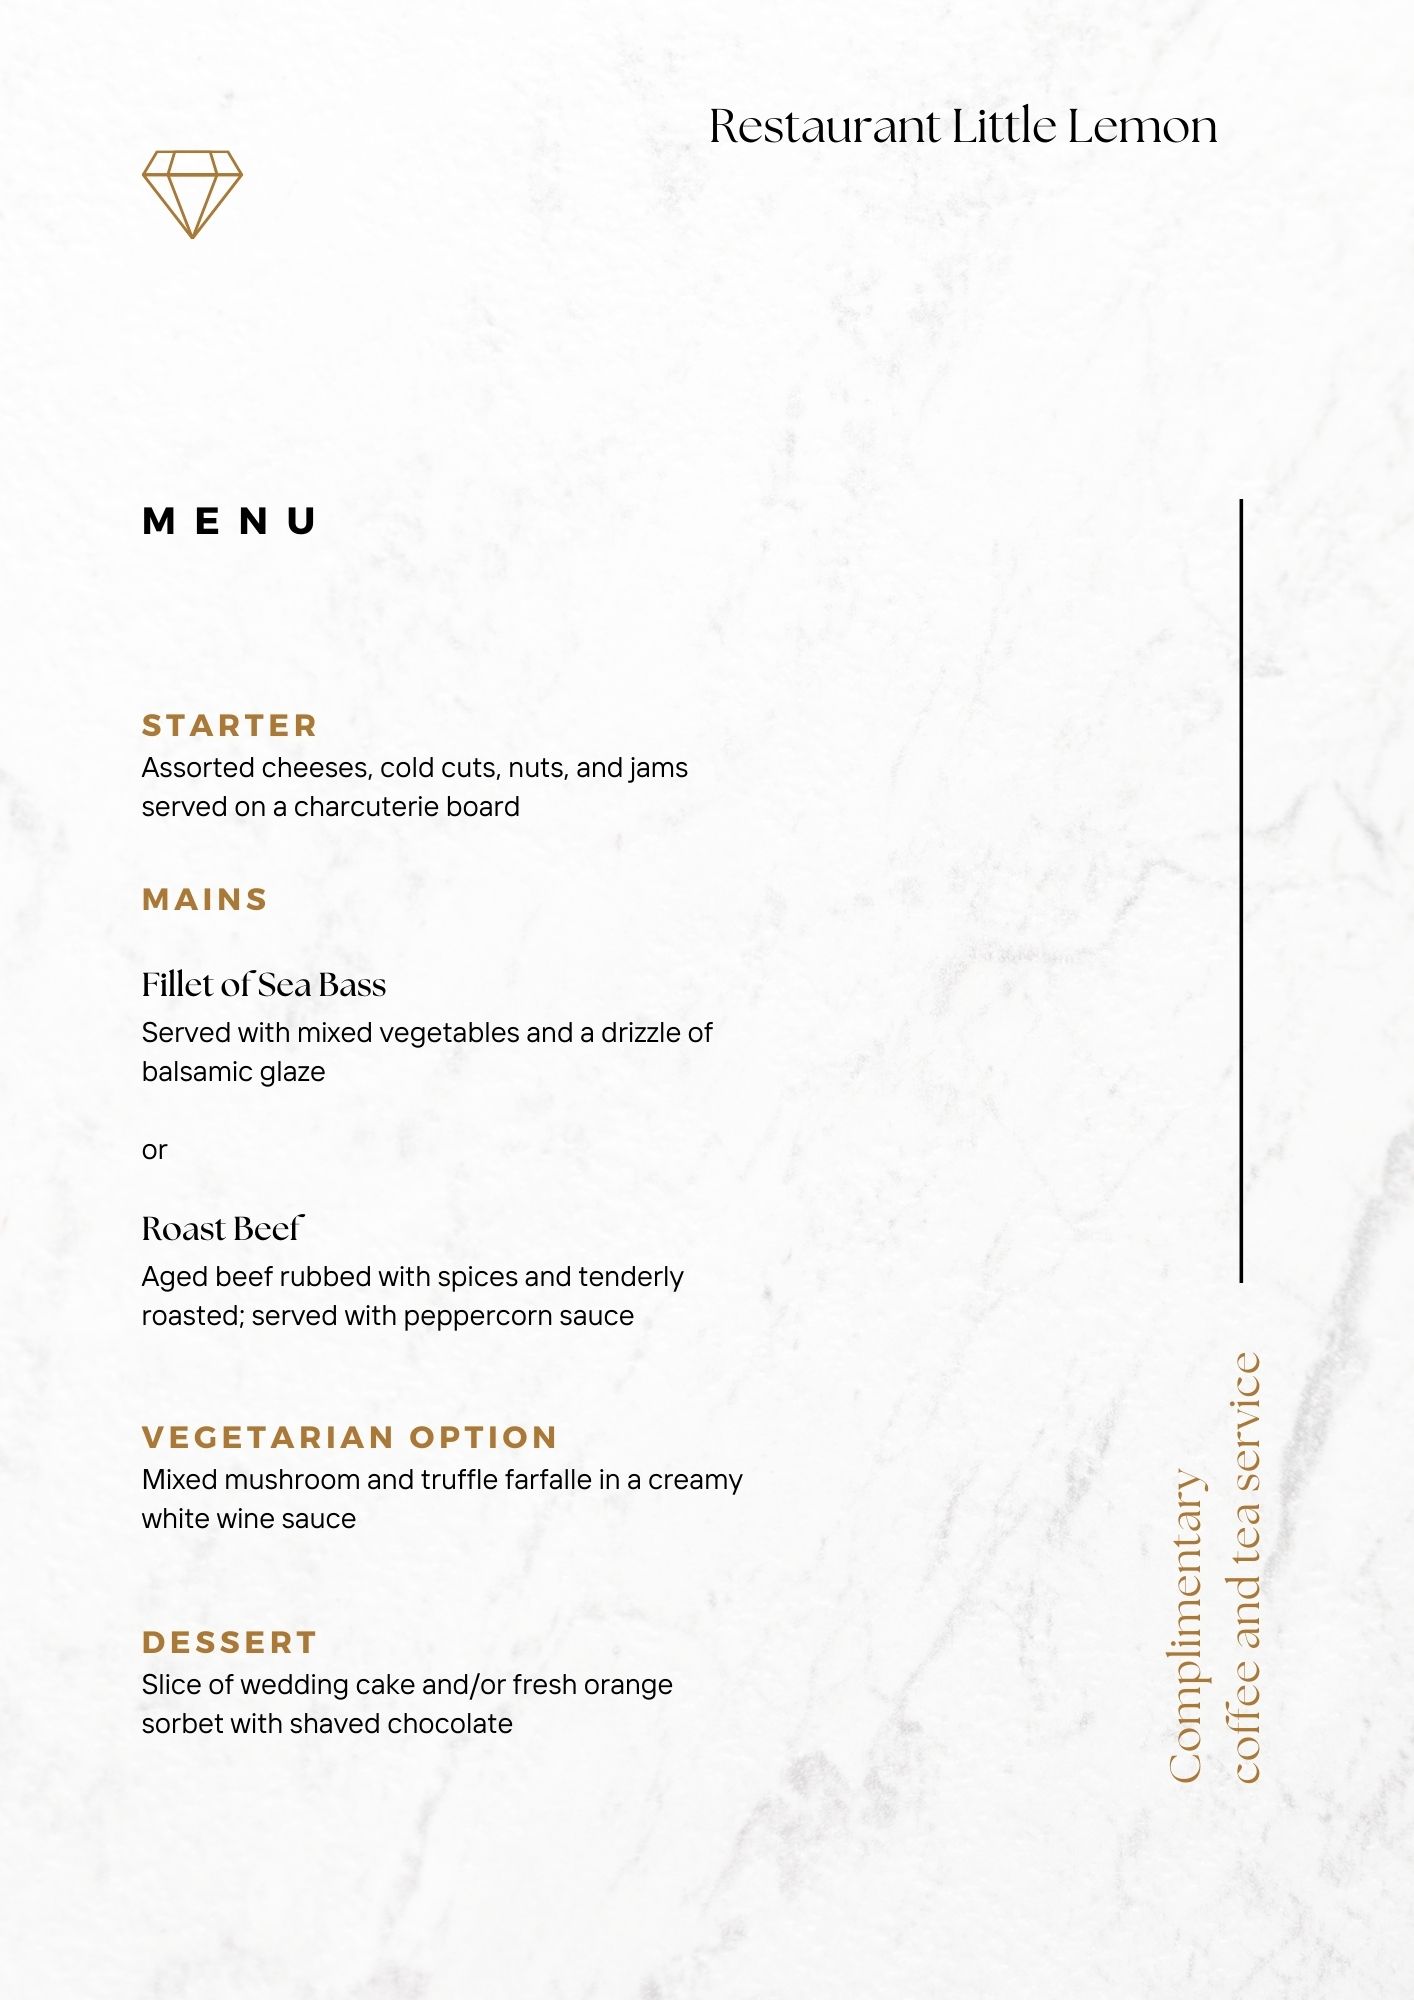 Restaurant Little Lemon
MENU
STARTER
Assorted cheeses, cold cuts, nuts, and jams
served on a charcuterie board
MAINS
Fillet of Sea Bass
Served with mixed vegetables and a drizzle of
balsamic glaze
or
Roast Beef
Aged beef rubbed with spices and tenderly
roasted; served with peppercorn sauce
VEGETARIAN OPTION
Mixed mushroom and truffle farfalle in a creamy
white wine sauce
DESSERT
Slice of wedding cake and/or fresh orange
sorbet with shaved chocolate
Complimentary
coffee and tea service